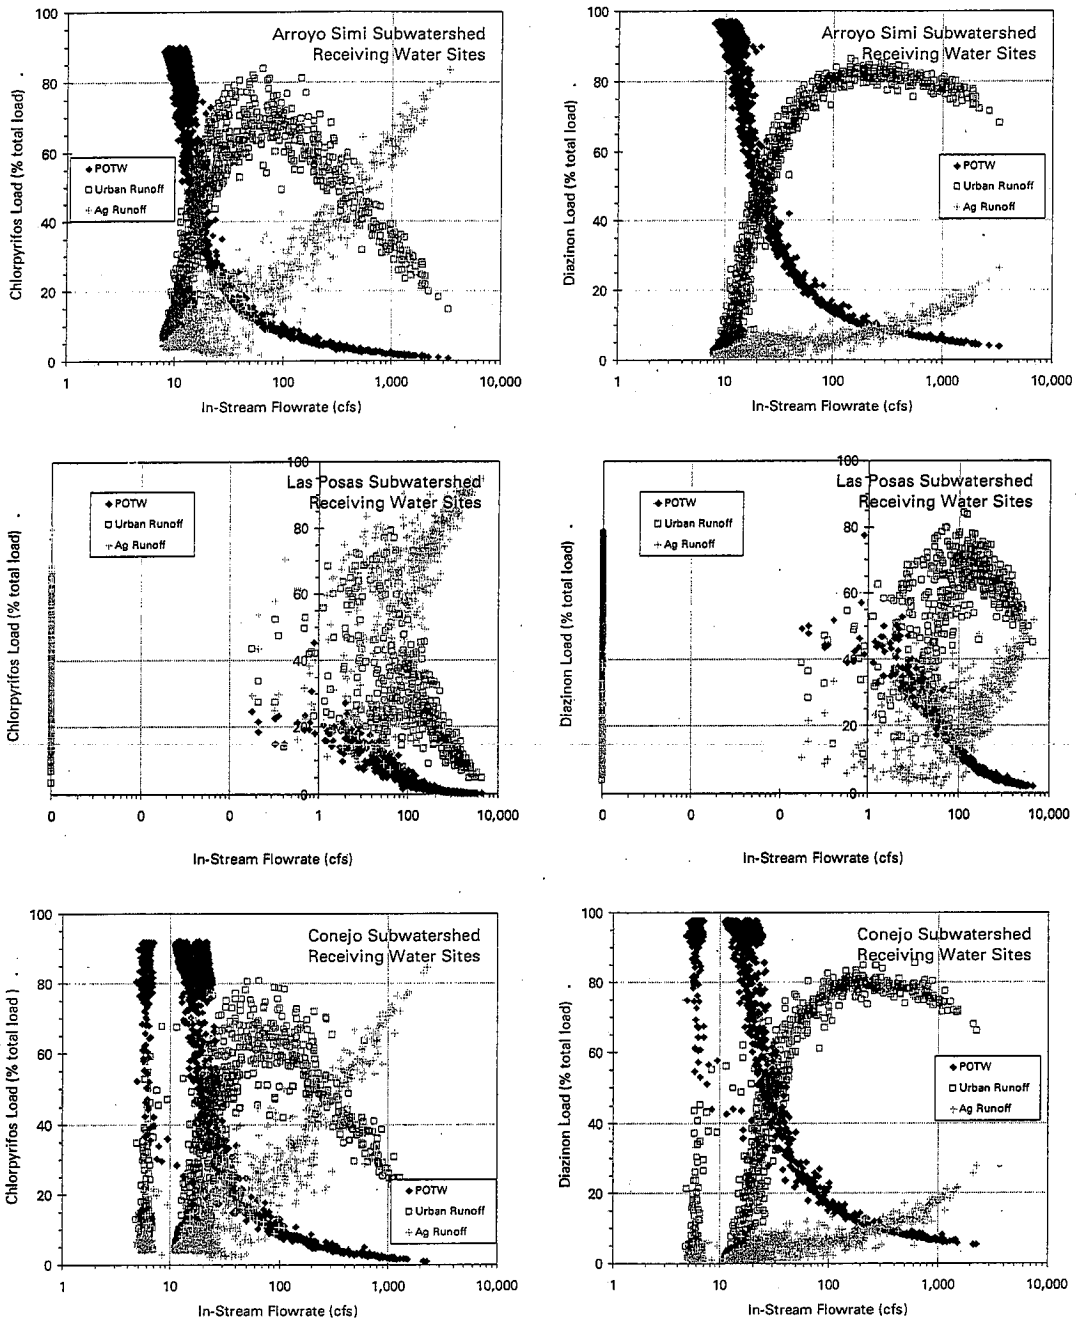 Arroyo Simi Subwatershed
Receiving Water Sites
Chlorpyrifos Load (% total load)
100
80
60
40
20
0
POTW
Urban Runoff
Ag Runoff
1 10 100 1,000 10,000
In-Stream Flowrate (cfs)
Arroyo Simi Subwatershed
Receiving Water Sites
Diazinon Load (% total load)
100
80
60
40
20
0
POTW
Urban Runoff
Ag Runoff
1 10 100 1,000 10,000
In-Stream Flowrate (cfs)
Las Posas Subwatershed
Receiving Water Sites
Chlorpyrifos Load (% total load)
100
80
60
40
20
0
POTW
Urban Runoff
Ag Runoff
0 0 0 1 100 10,000
In-Stream Flowrate (cfs)
Las Posas Subwatershed
Receiving Water Sites
Diazinon Load (% total load)
100
80
60
40
20
0
POTW
Urban Runoff
Ag Runoff
0 0 0 1 100 10,000
In-Stream Flowrate (cfs)
Conejo Subwatershed
Receiving Water Sites
Chlorpyrifos Load (% total load )
100
80
60
40
20
0
POTW
Urban Runoff
Ag Runoff
1 10 100 1,000 10,000
In-Stream Flowrate (cfs)
Conejo Subwatershed
Receiving Water Sites
Diazinon Load (% total load)
100
80
60
40
20
0
POTW
Urban Runoff
Ag Runoff
1 10 100 1,000 10,000
In-Stream Flowrate (cfs)